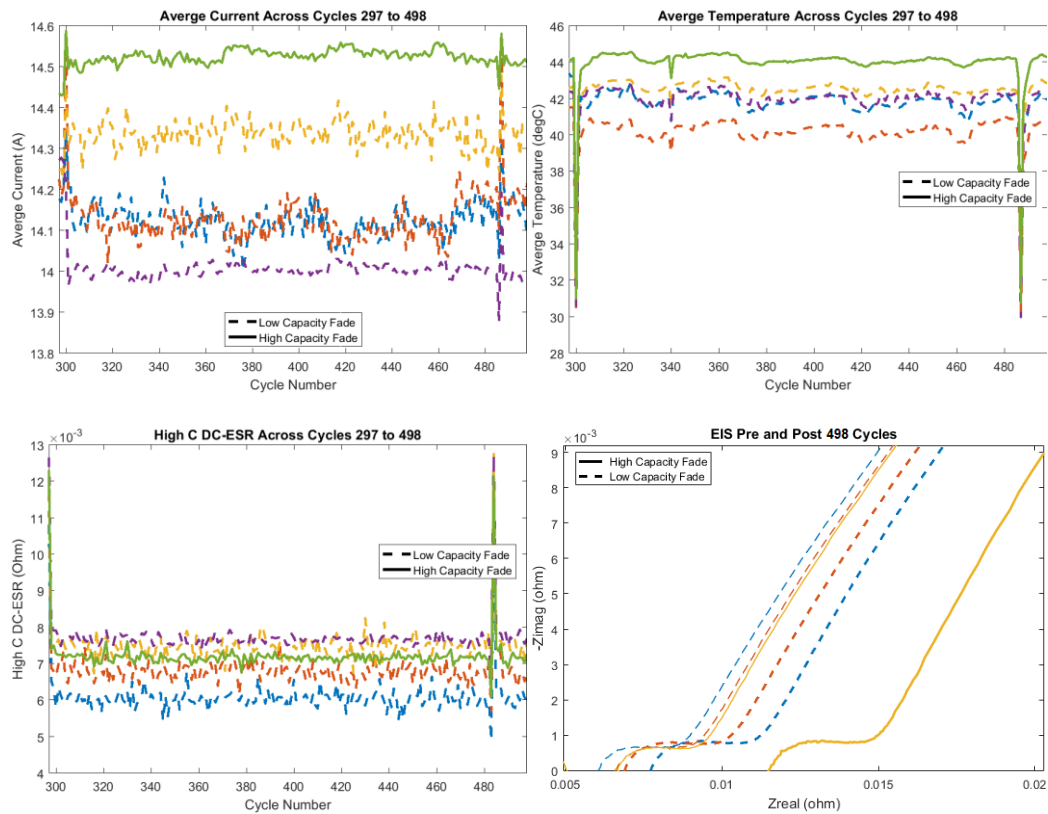 Averge Current Across Cycles 297 to 498
14.6
14.5
14.4
14.3
14.2
14.1
14
13.9
13.8
Averge Current (A)
Low Capacity Fade
High Capacity Fade
300 320 340 360 380 400 420 440 460 480
Cycle Number
Averge Temperature Across Cycles 297 to 498
46
44
42
40
38
36
34
32
30
28
Averge Temperature (degC)
Low Capacity Fade
High Capacity Fade
300 320 340 360 380 400 420 440 460 480
Cycle Number
High C DC-ESR Across Cycles 297 to 498
×10⁻³
13
12
11
10
9
8
7
6
5
4
High C DC-ESR (Ohm)
Low Capacity Fade
High Capacity Fade
300 320 340 360 380 400 420 440 460 480
Cycle Number
EIS Pre and Post 498 Cycles
×10⁻³
9
8
7
6
5
4
3
2
1
0
-Zimag (ohm)
High Capacity Fade
Low Capacity Fade
0.005 0.01 0.015 0.02
Zreal (ohm)